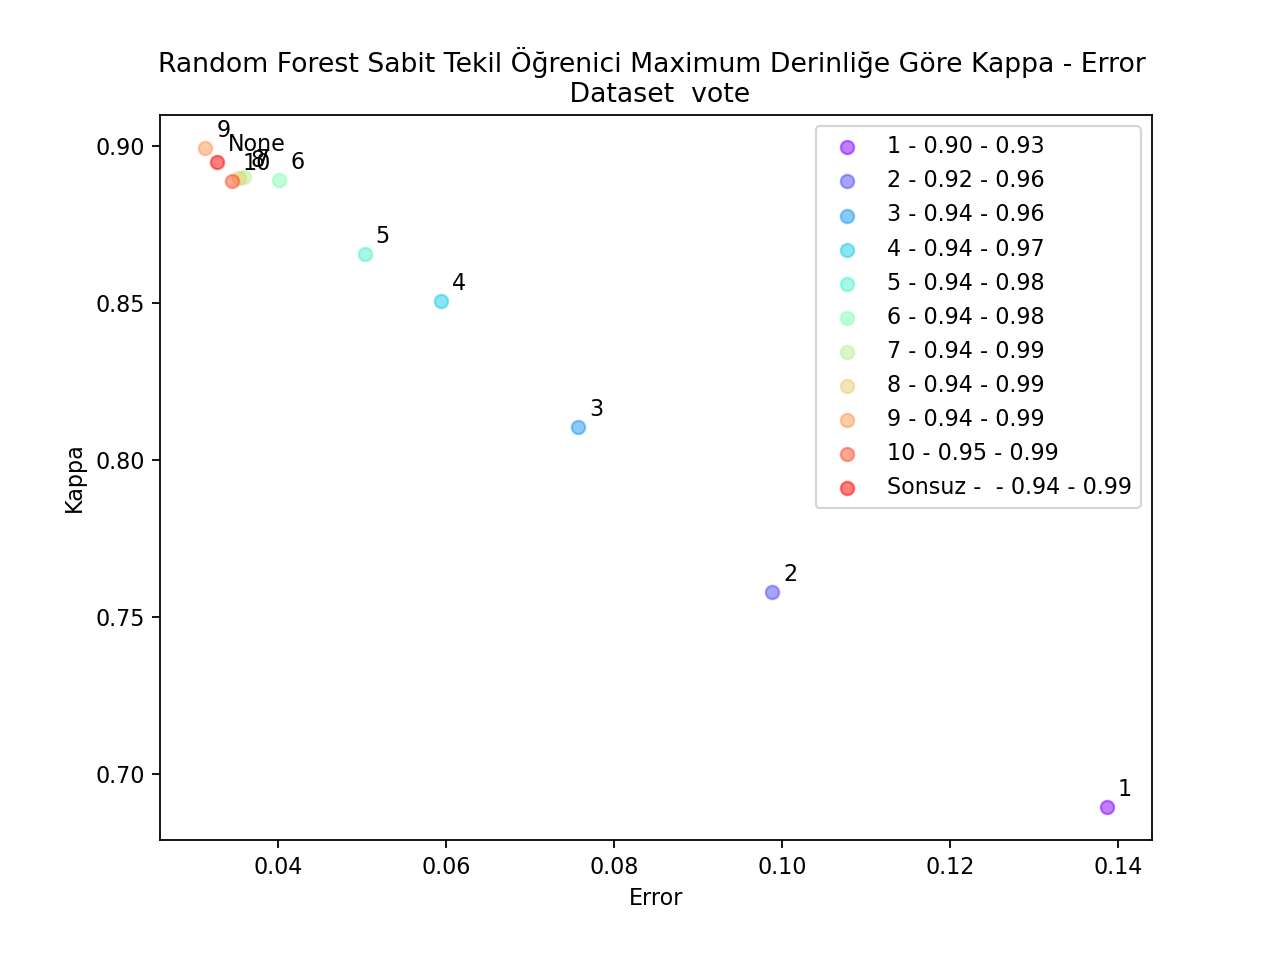 Random Forest Sabit Tekil Öğrenici Maximum Derinliğe Göre Kappa - Error
Dataset  vote
9
None
10
8
7
6
5
4
3
2
1
1 - 0.90 - 0.93
2 - 0.92 - 0.96
3 - 0.94 - 0.96
4 - 0.94 - 0.97
5 - 0.94 - 0.98
6 - 0.94 - 0.98
7 - 0.94 - 0.99
8 - 0.94 - 0.99
9 - 0.94 - 0.99
10 - 0.95 - 0.99
Sonsuz -  - 0.94 - 0.99
Kappa
0.90
0.85
0.80
0.75
0.70
0.04 0.06 0.08 0.10 0.12 0.14
Error